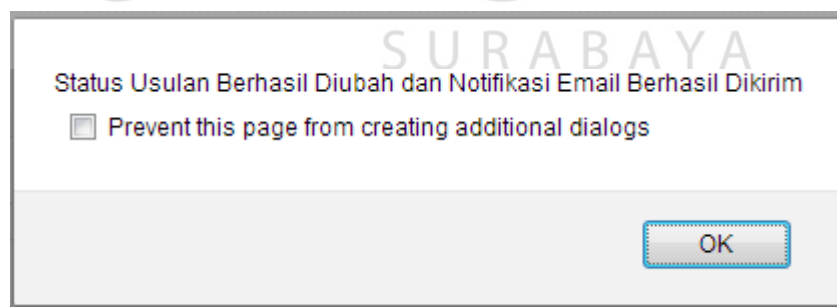 SURABAYA
Status Usulan Berhasil Diubah dan Notifikasi Email Berhasil Dikirim
Prevent this page from creating additional dialogs
OK